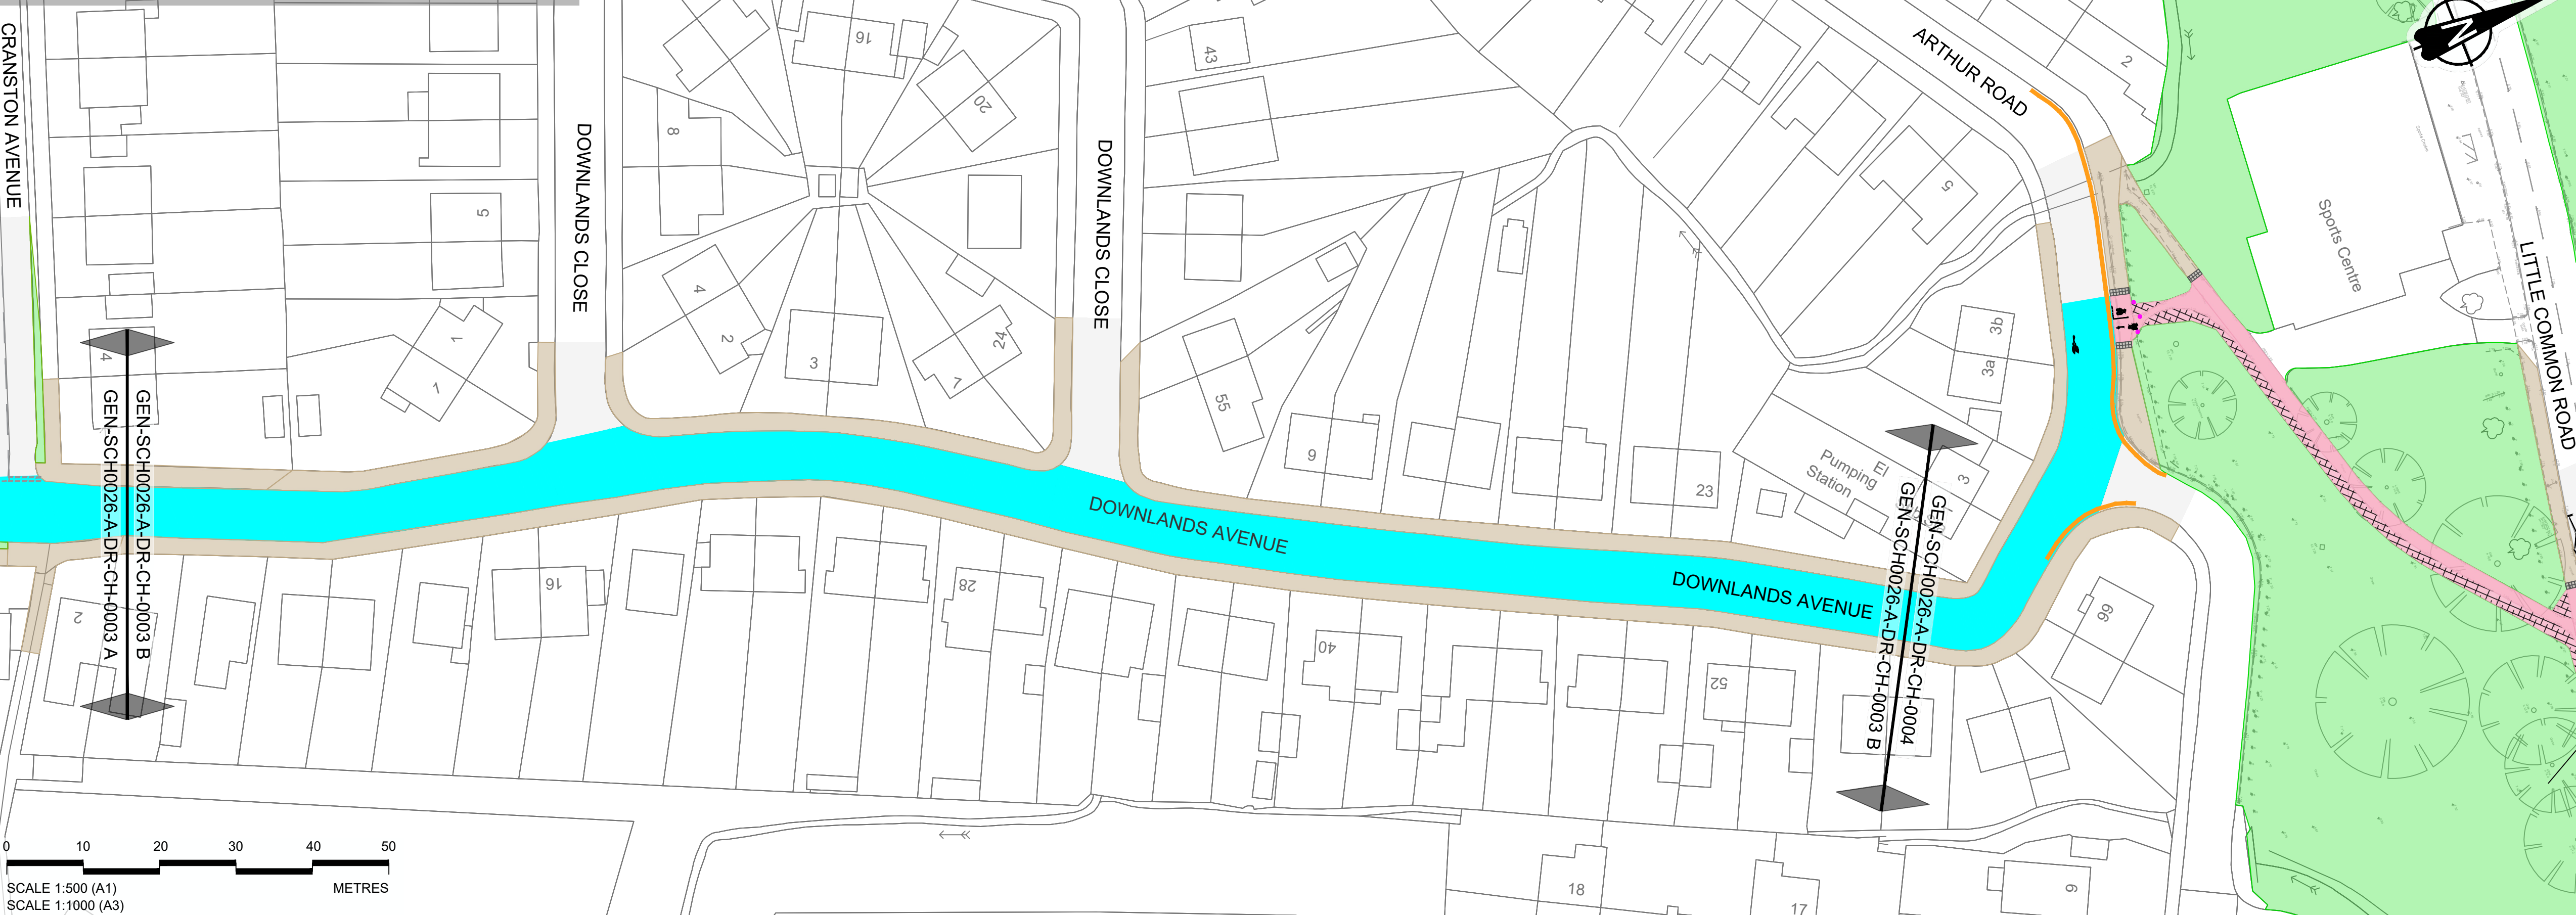 CRANSTON AVENUE
16
43
ARTHUR ROAD
2
N
20
8
DOWNLANDS CLOSE
DOWNLANDS CLOSE
5
5
Sports Centre
LITTLE COMMON ROAD
4
2
3
24
7
1
7
4
55
9
23
3b
3a
3
El
Pumping
Station
GEN-SCH0026-A-DR-CH-0003 A
GEN-SCH0026-A-DR-CH-0003 B
DOWNLANDS AVENUE
DOWNLANDS AVENUE
GEN-SCH0026-A-DR-CH-0003 B
GEN-SCH0026-A-DR-CH-0004
2
16
28
40
52
69
0 10 20 30 40 50
SCALE 1:500 (A1)
METRES
SCALE 1:1000 (A3)
18
17
9